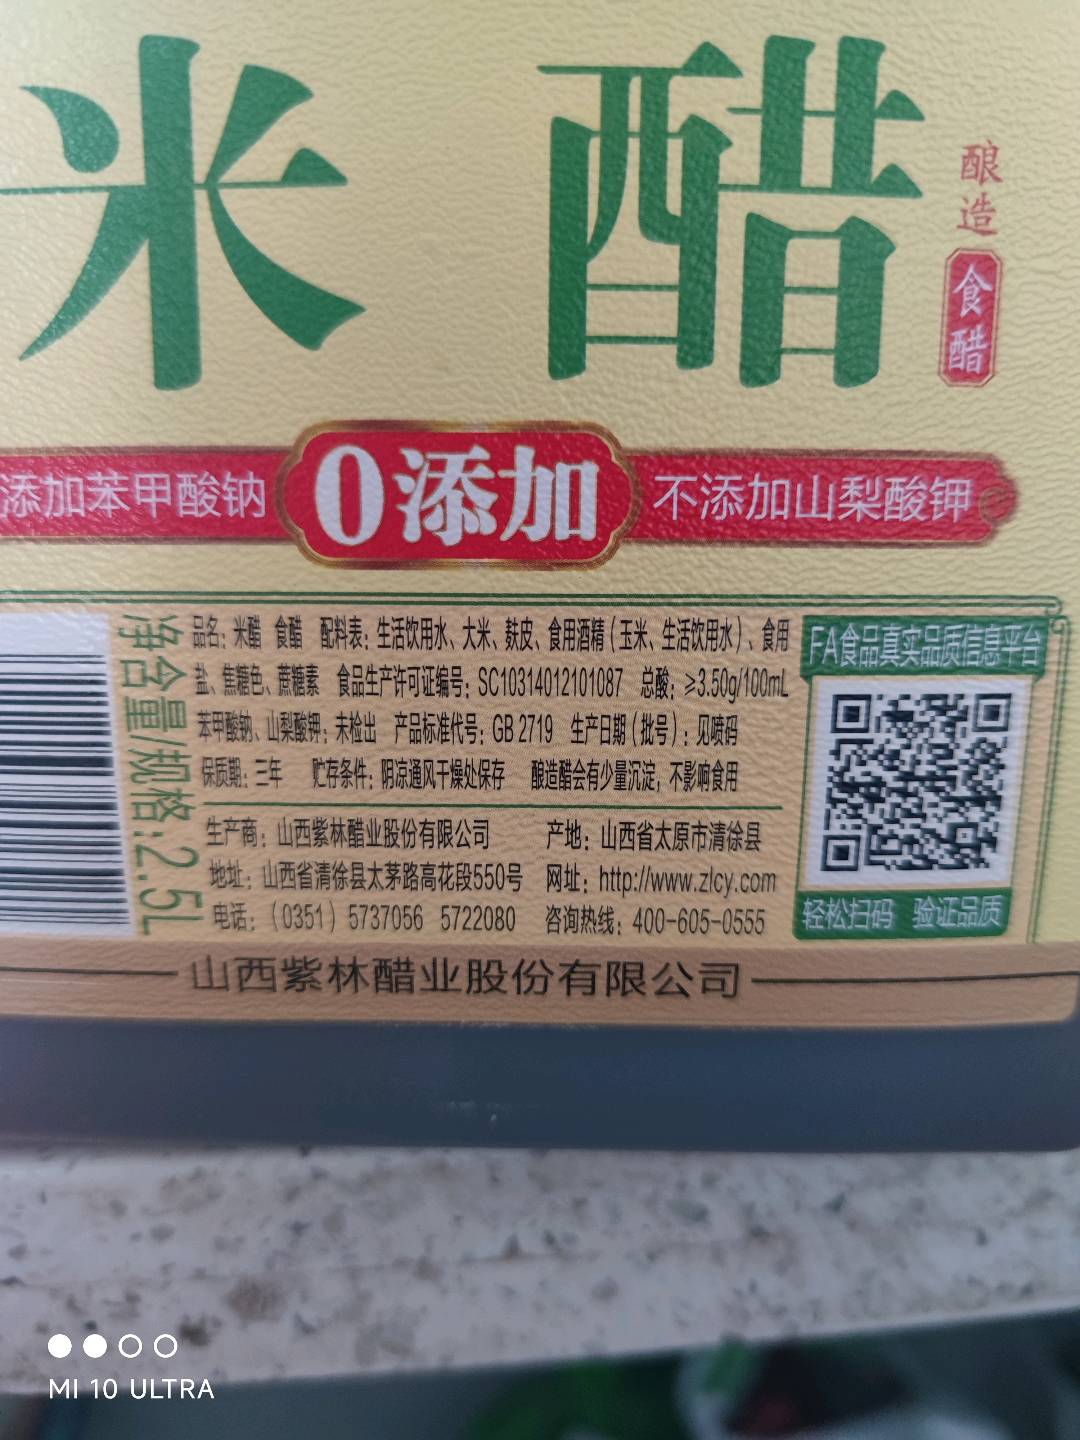 米醋
酿造
食醋
添加苯甲酸钠
0添加
不添加山梨酸钾
净含量/规格:2.5L
品名：米醋 食醋 配料表：生活饮用水、大米、麸皮、食用酒精（玉米、生活饮用水）、食用
盐、焦糖色、蔗糖素 食品生产许可证编号：SC10314012101087 总酸：≥3.50g/100mL
苯甲酸钠、山梨酸钾：未检出 产品标准代号：GB 2719 生产日期（批号）：见喷码
保质期：三年 贮存条件：阴凉通风干燥处保存 酿造醋会有少量沉淀，不影响食用
生产商：山西紫林醋业股份有限公司 产地：山西省太原市清徐县
地址：山西省清徐县太茅路高花段550号 网址：http://www.zlcy.com
电话：（0351）5737056 5722080 咨询热线：400-605-0555
FA食品真实品质信息平台
轻松扫码 验证品质
山西紫林醋业股份有限公司
MI 10 ULTRA